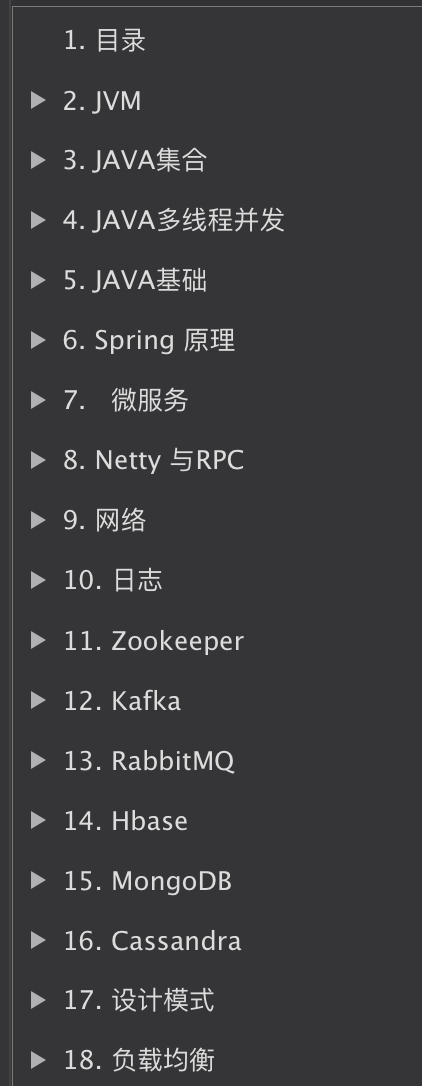 1. 目录
2. JVM
3. JAVA集合
4. JAVA多线程并发
5. JAVA基础
6. Spring 原理
7. 微服务
8. Netty 与RPC
9. 网络
10. 日志
11. Zookeeper
12. Kafka
13. RabbitMQ
14. Hbase
15. MongoDB
16. Cassandra
17. 设计模式
18. 负载均衡